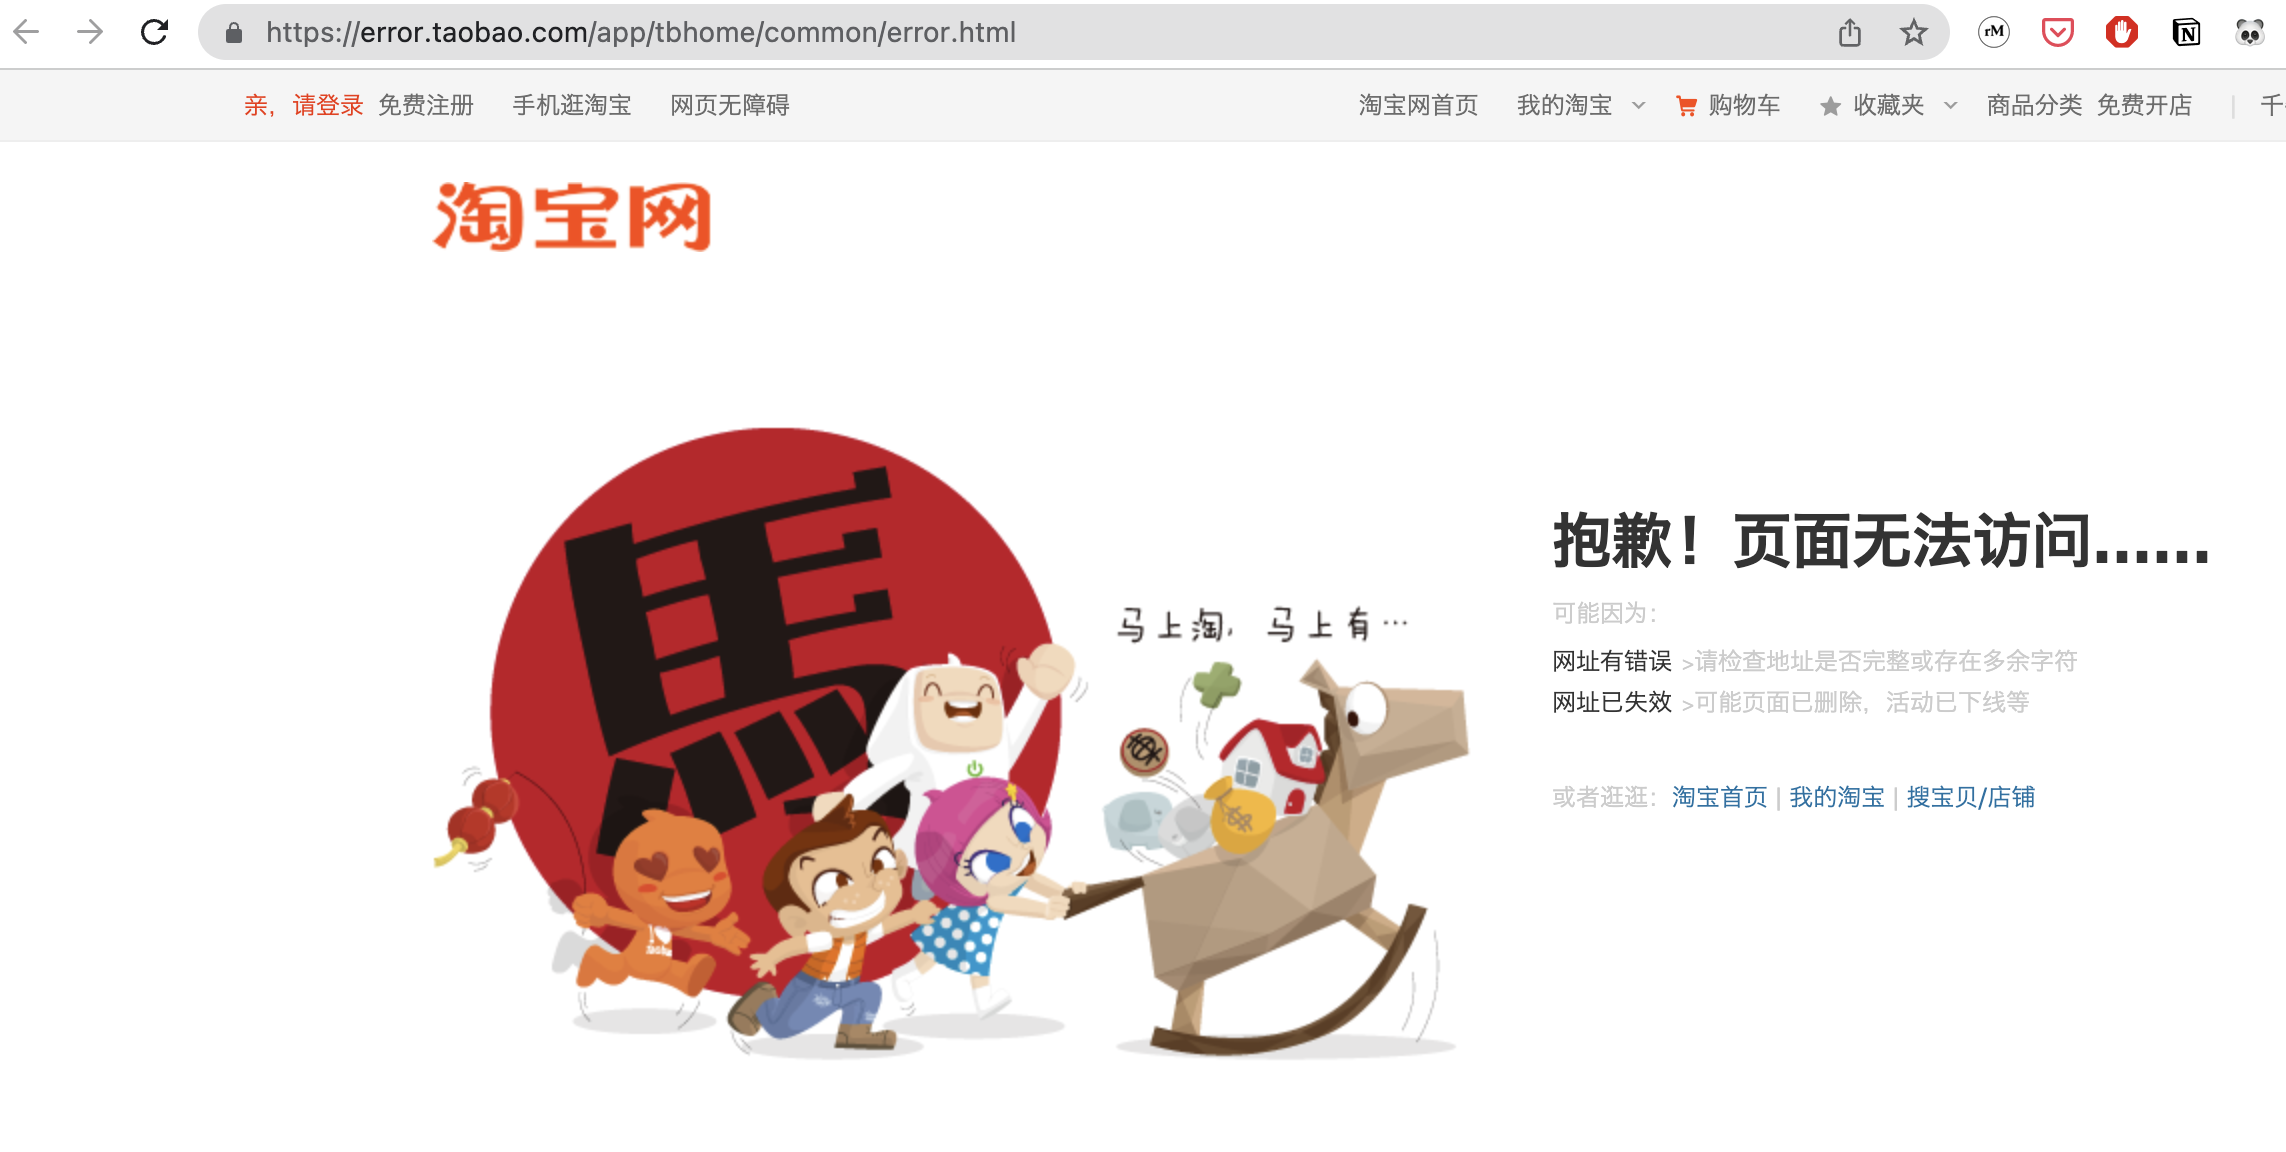 https://error.taobao.com/app/tbhome/common/error.html
rM
N
亲，请登录 免费注册 手机逛淘宝 网页无障碍 淘宝网首页 我的淘宝 购物车 收藏夹 商品分类 免费开店 | 千
淘宝网
馬
马上淘，马上有…
抱歉！页面无法访问......
可能因为：
网址有错误 >请检查地址是否完整或存在多余字符
网址已失效 >可能页面已删除，活动已下线等
或者逛逛：淘宝首页 | 我的淘宝 | 搜宝贝/店铺